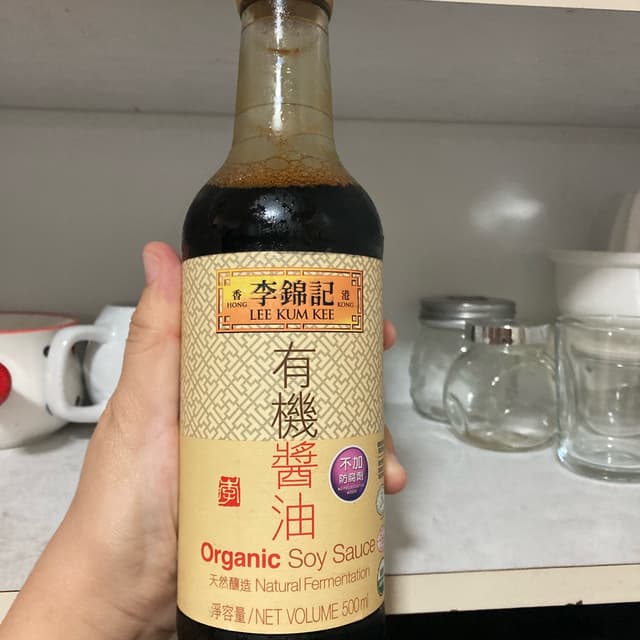 香 李錦記 港
HONG LEE KUM KEE KONG
有機
醬油
不加
防腐劑
李
Organic Soy Sauce
天然釀造 Natural Fermentation
淨容量/NET VOLUME 500ml